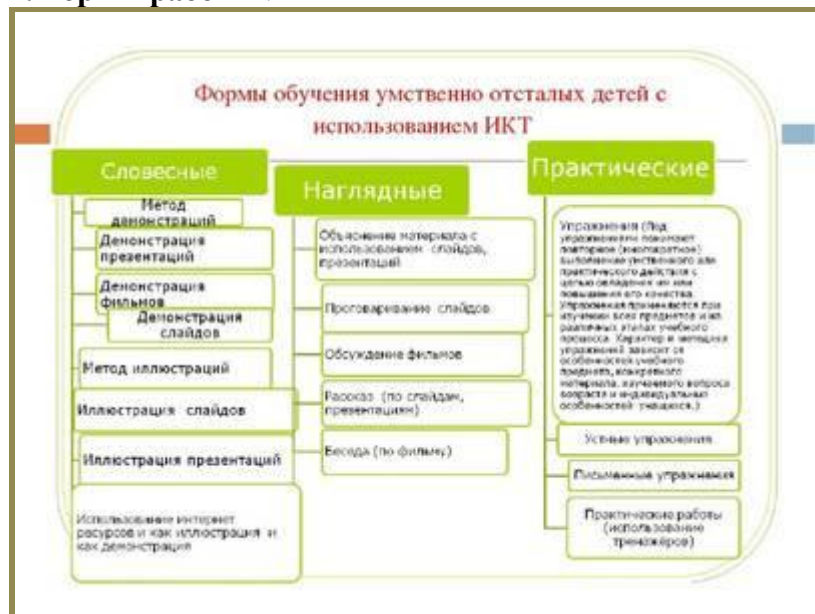 Формы обучения умственно отсталых детей с
использованием ИКТ
Словесные
Метод
демонстраций
Демонстрация
презентаций
Демонстрация
фильмов
Демонстрация
слайдов
Метод иллюстраций
Иллюстрация слайдов
Иллюстрация презентаций
Использование интернет
ресурсов и как иллюстрация и
как демонстрация
Наглядные
Объяснение материала с
использованием слайдов,
презентаций
Проговаривание слайдов
Обсуждение фильмов
Рассказ (по слайдам,
презентациям)
Беседа (по фильму)
Практические
Упражнения (Под
упражнениями понимают
повторное (многократное)
выполнение умственного или
практического действия с
целью овладения им или
повышения его качества.
Упражнения применяются при
изучении всех предметов и на
различных этапах учебного
процесса. Характер и методика
упражнений зависит от
особенностей учебного
предмета, конкретного
материала, изучаемого вопроса
возраста и индивидуальных
особенностей учащихся.)
Устные упражнения
Письменные упражнения
Практические работы
(использование
тренажёров)